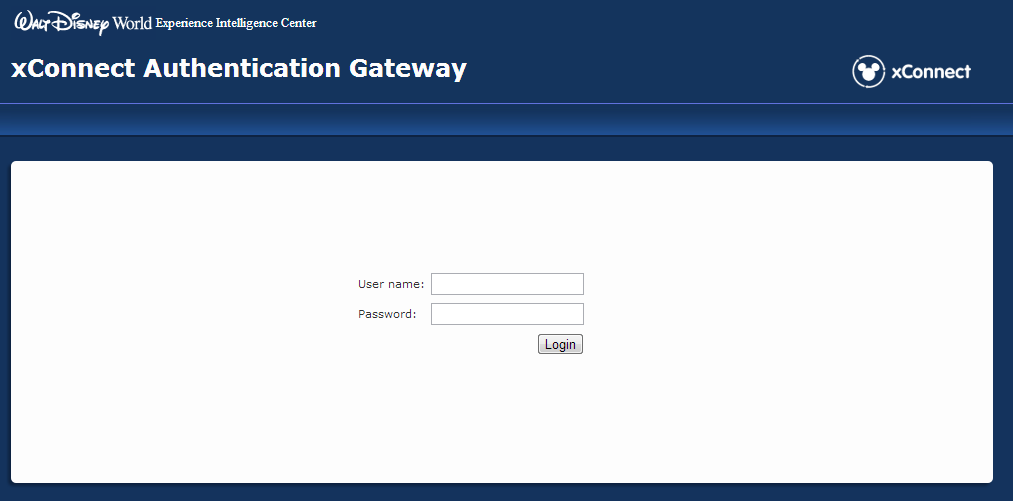 Walt Disney World Experience Intelligence Center
xConnect Authentication Gateway
xConnect
User name:
Password:
Login